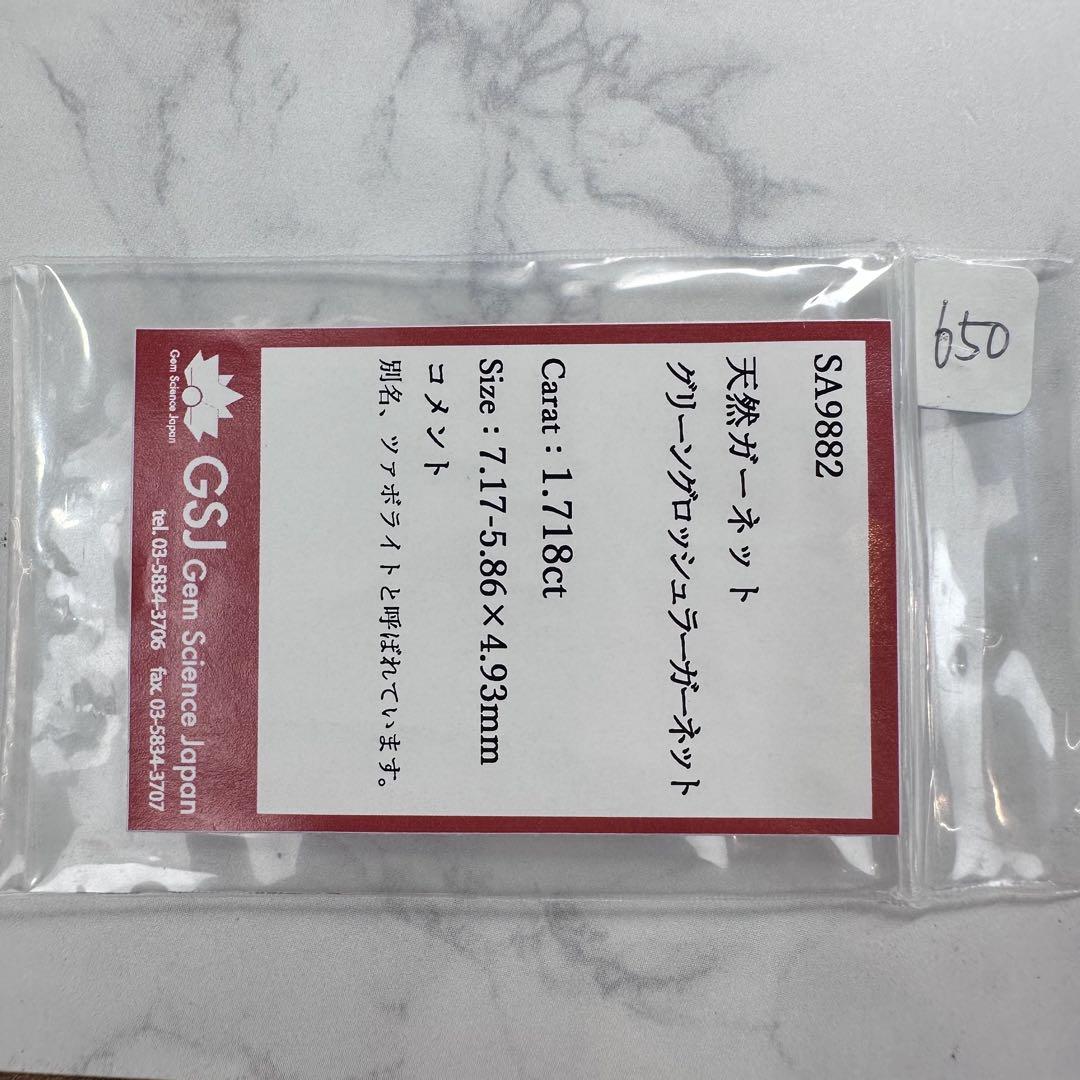 SA9882
天然ガーネット
グリーングロッシュラーガーネット
Carat : 1.718ct
Size : 7.17-5.86×4.93mm
コメント
別名、ツァボライトと呼ばれています。
Gem Science Japan
GSJ Gem Science Japan
tel. 03-5834-3706 fax. 03-5834-3707
650